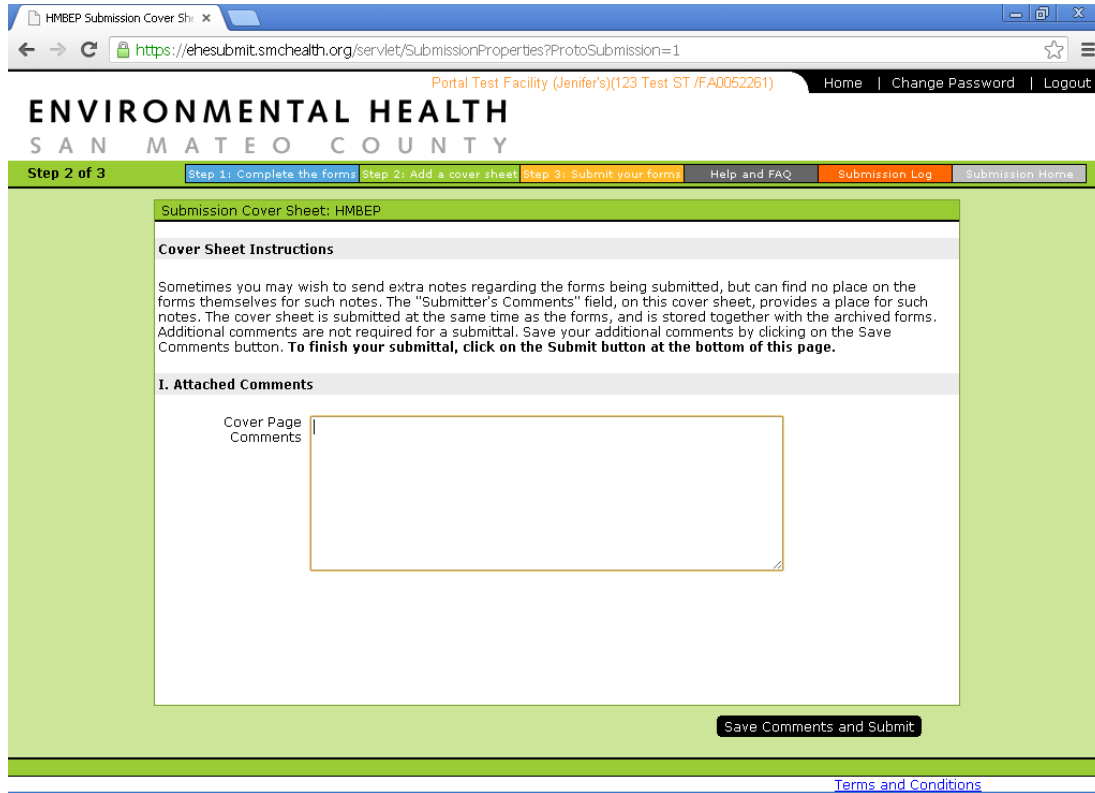 HMBEP Submission Cover She
https://ehesubmit.smchealth.org/servlet/SubmissionProperties?ProtoSubmission=1
Portal Test Facility (Jenifer's)(123 Test ST /FA0052261)
Home | Change Password | Logout
ENVIRONMENTAL HEALTH
SAN MATEO COUNTY
Step 2 of 3
Step 1: Complete the forms
Step 2: Add a cover sheet
Step 3: Submit your forms
Help and FAQ
Submission Log
Submission Home
Submission Cover Sheet: HMBEP
Cover Sheet Instructions
Sometimes you may wish to send extra notes regarding the forms being submitted, but can find no place on the
forms themselves for such notes. The "Submitter's Comments" field, on this cover sheet, provides a place for such
notes. The cover sheet is submitted at the same time as the forms, and is stored together with the archived forms.
Additional comments are not required for a submittal. Save your additional comments by clicking on the Save
Comments button. To finish your submittal, click on the Submit button at the bottom of this page.
I. Attached Comments
Cover Page
Comments
Save Comments and Submit
Terms and Conditions